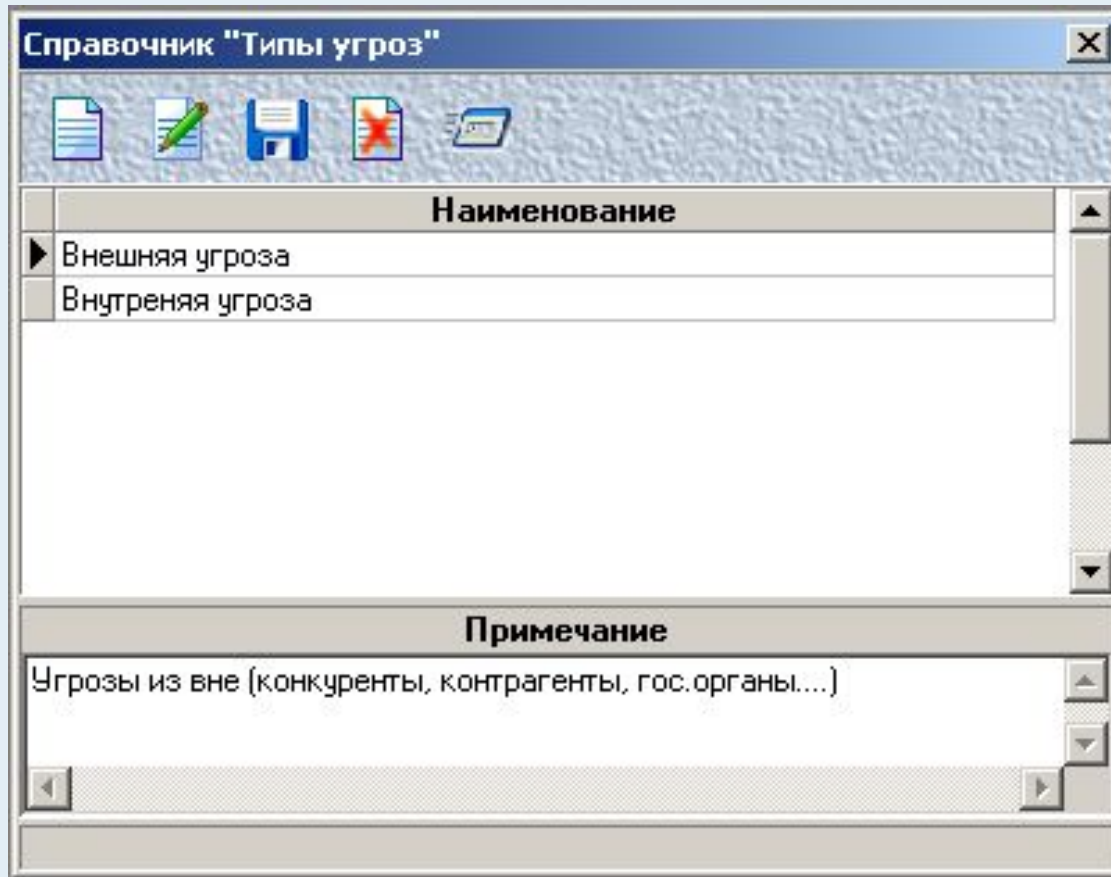 Справочник "Типы угроз"
Наименование
Внешняя угроза
Внутреняя угроза
Примечание
Угрозы из вне (конкуренты, контрагенты, гос.органы....)